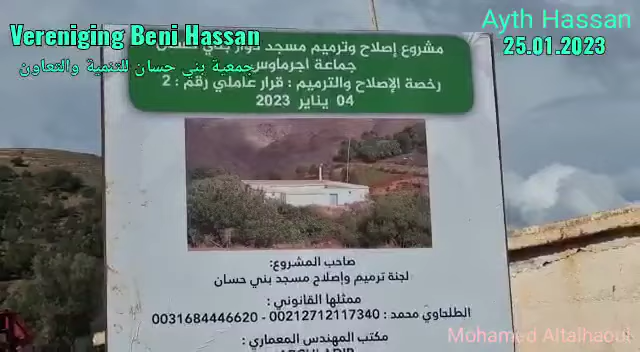 Vereniging Beni Hassan
جمعية بني حسان للتنمية والتعاون
Ayth Hassan
25.01.2023
مشروع إصلاح وترميم مسجد دوار بني حسان
جماعة اجرماوس
رخصة الإصلاح والترميم : قرار عاملي رقم : 2
04 يناير 2023
صاحب المشروع:
لجنة ترميم وإصلاح مسجد بني حسان
ممثلها القانوني :
الطلحاوي محمد : 00212712117340 - 0031684446620
مكتب المهندس المعماري :
Mohamed Altalhaoui